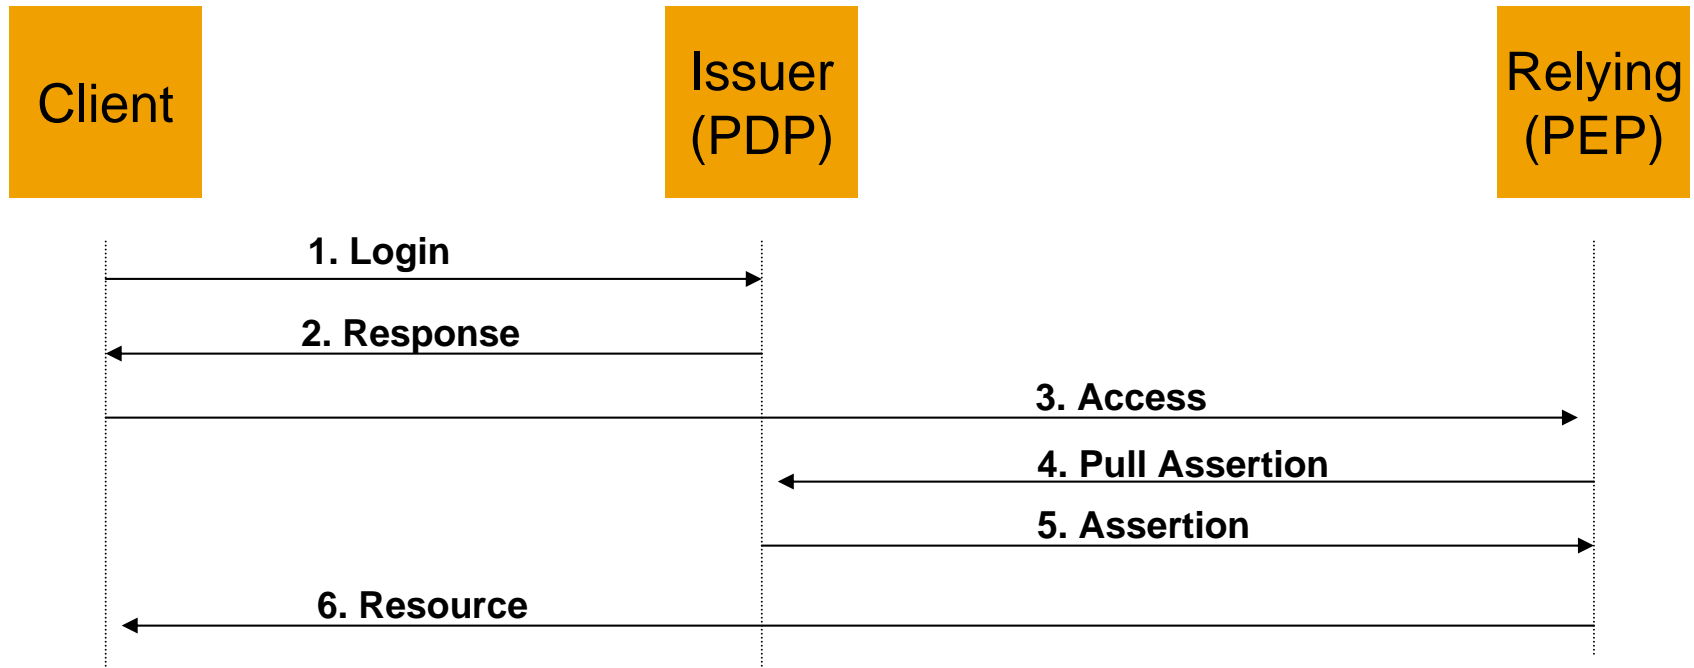 Client
Issuer
(PDP)
Relying
(PEP)
1. Login
2. Response
3. Access
4. Pull Assertion
5. Assertion
6. Resource